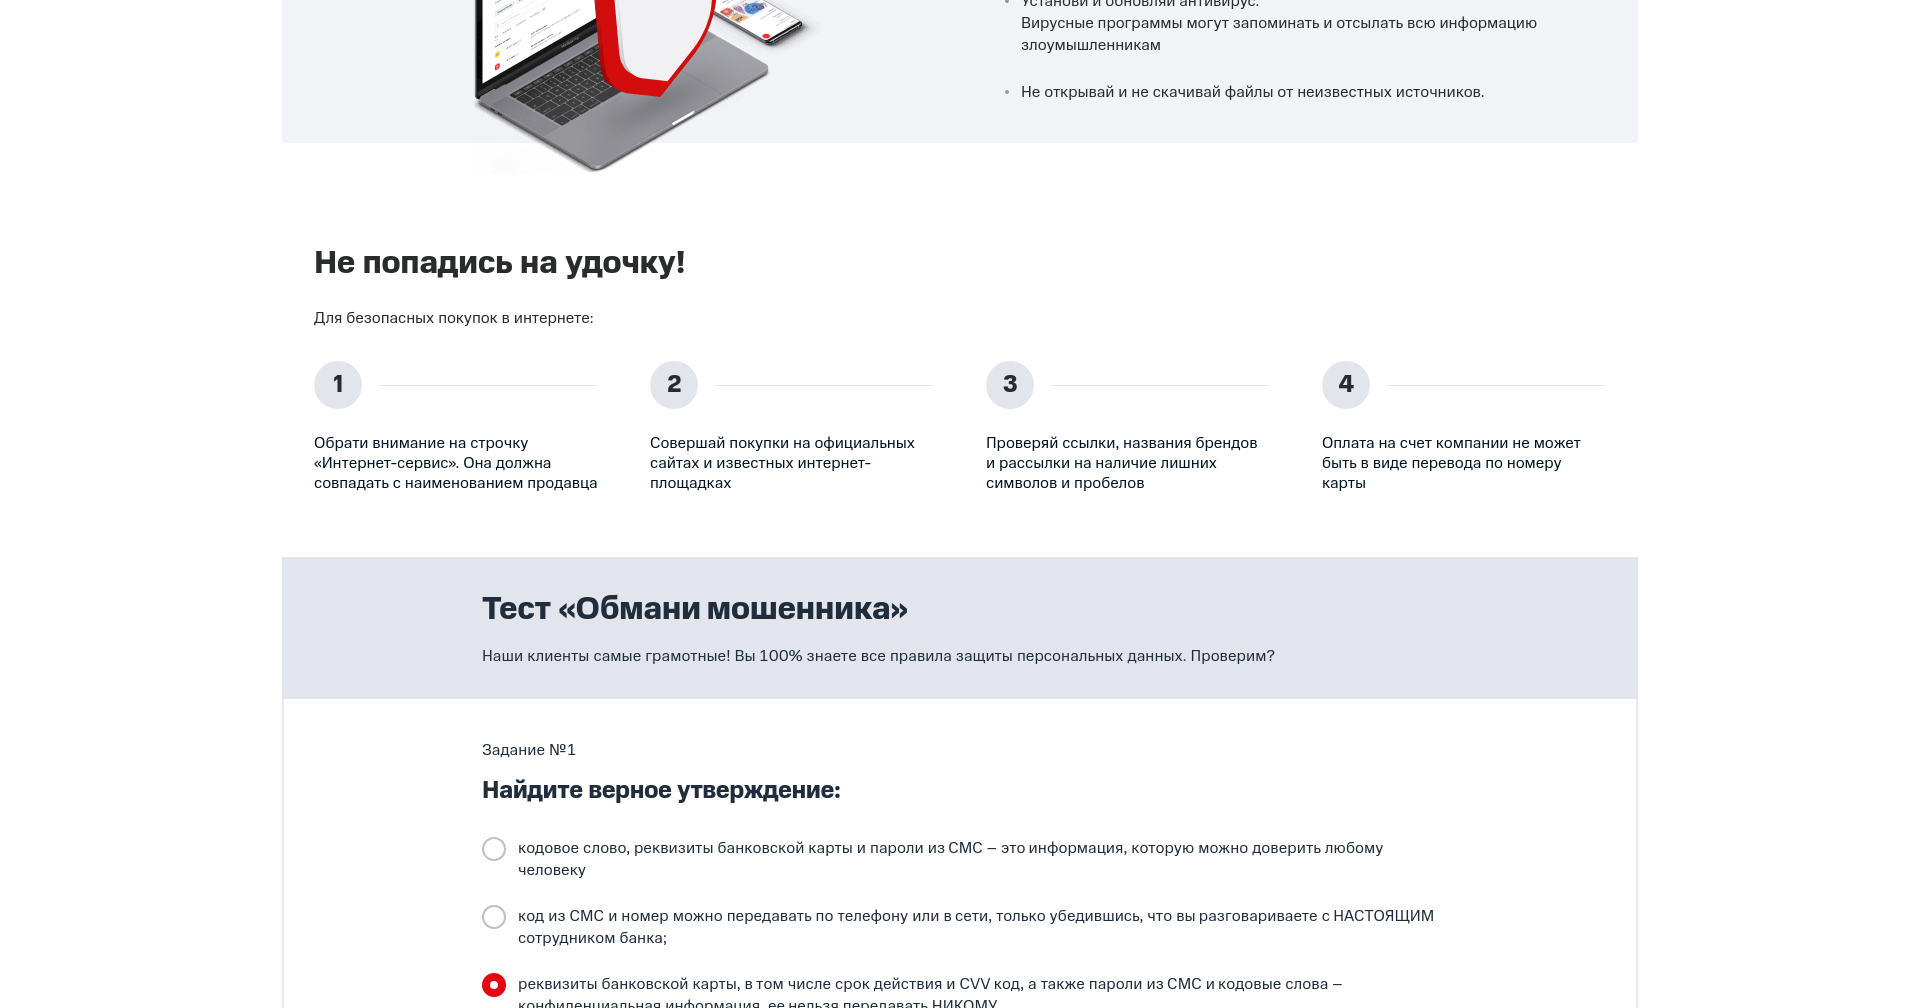 Установи и обновляй антивирус.
Вирусные программы могут запоминать и отсылать всю информацию
злоумышленникам
Не открывай и не скачивай файлы от неизвестных источников.
Не попадись на удочку!
Для безопасных покупок в интернете:
1
Обрати внимание на строчку
«Интернет-сервис». Она должна
совпадать с наименованием продавца
2
Совершай покупки на официальных
сайтах и известных интернет-
площадках
3
Проверяй ссылки, названия брендов
и рассылки на наличие лишних
символов и пробелов
4
Оплата на счет компании не может
быть в виде перевода по номеру
карты
Тест «Обмани мошенника»
Наши клиенты самые грамотные! Вы 100% знаете все правила защиты персональных данных. Проверим?
Задание №1
Найдите верное утверждение:
кодовое слово, реквизиты банковской карты и пароли из СМС – это информация, которую можно доверить любому
человеку
код из СМС и номер можно передавать по телефону или в сети, только убедившись, что вы разговариваете с НАСТОЯЩИМ
сотрудником банка;
реквизиты банковской карты, в том числе срок действия и CVV код, а также пароли из СМС и кодовые слова –
конфиденциальная информация, ее нельзя передавать НИКОМУ